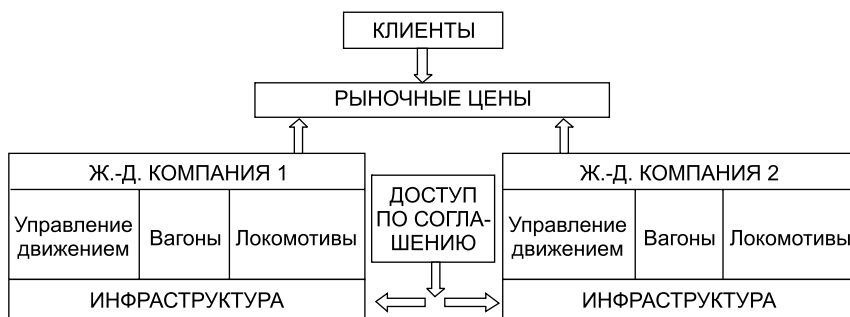 КЛИЕНТЫ
РЫНОЧНЫЕ ЦЕНЫ
Ж.-Д. КОМПАНИЯ 1
Управление
движением
Вагоны
Локомотивы
ИНФРАСТРУКТУРА
ДОСТУП
ПО СОГЛА-
ШЕНИЮ
Ж.-Д. КОМПАНИЯ 2
Управление
движением
Вагоны
Локомотивы
ИНФРАСТРУКТУРА